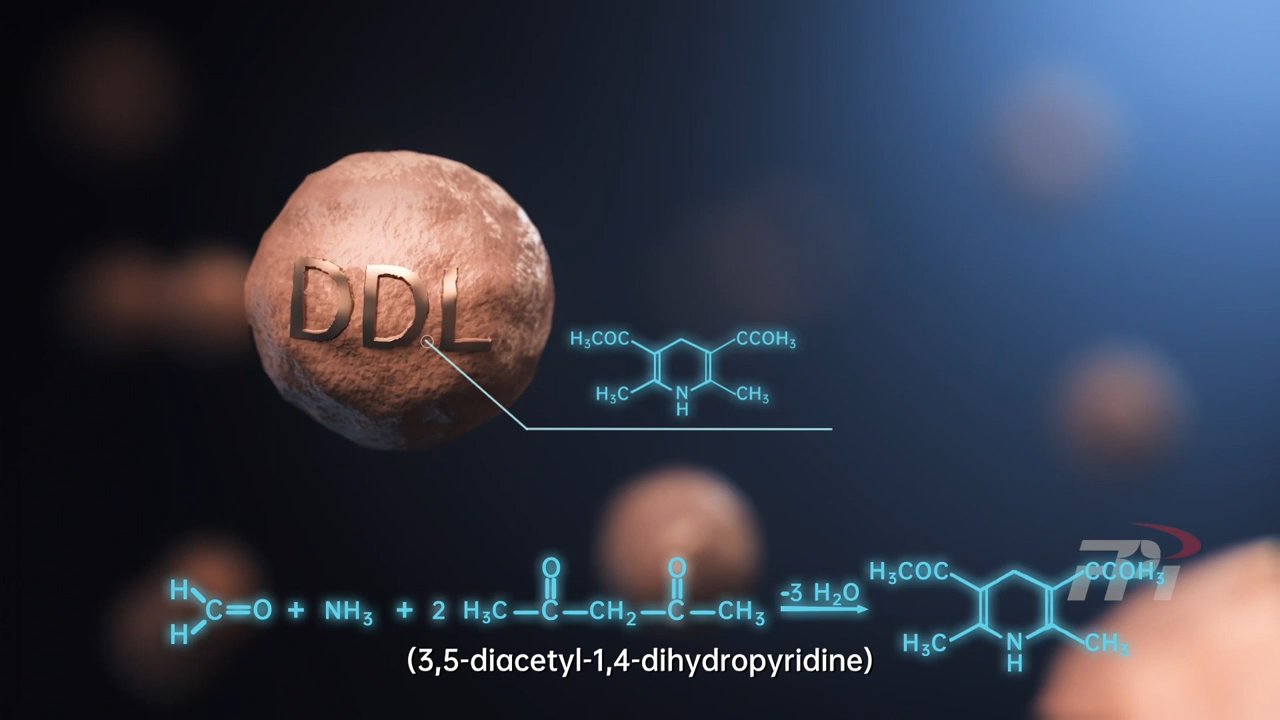 DDL
H₃COC CCOH₃
H₃C N CH₃
H
H
C=O + NH₃ + 2 H₃C—C—CH₂—C—CH₃
H
O O
-3 H₂O
H₃COC CCOH₃
H₃C N CH₃
H
(3,5-diacetyl-1,4-dihydropyridine)